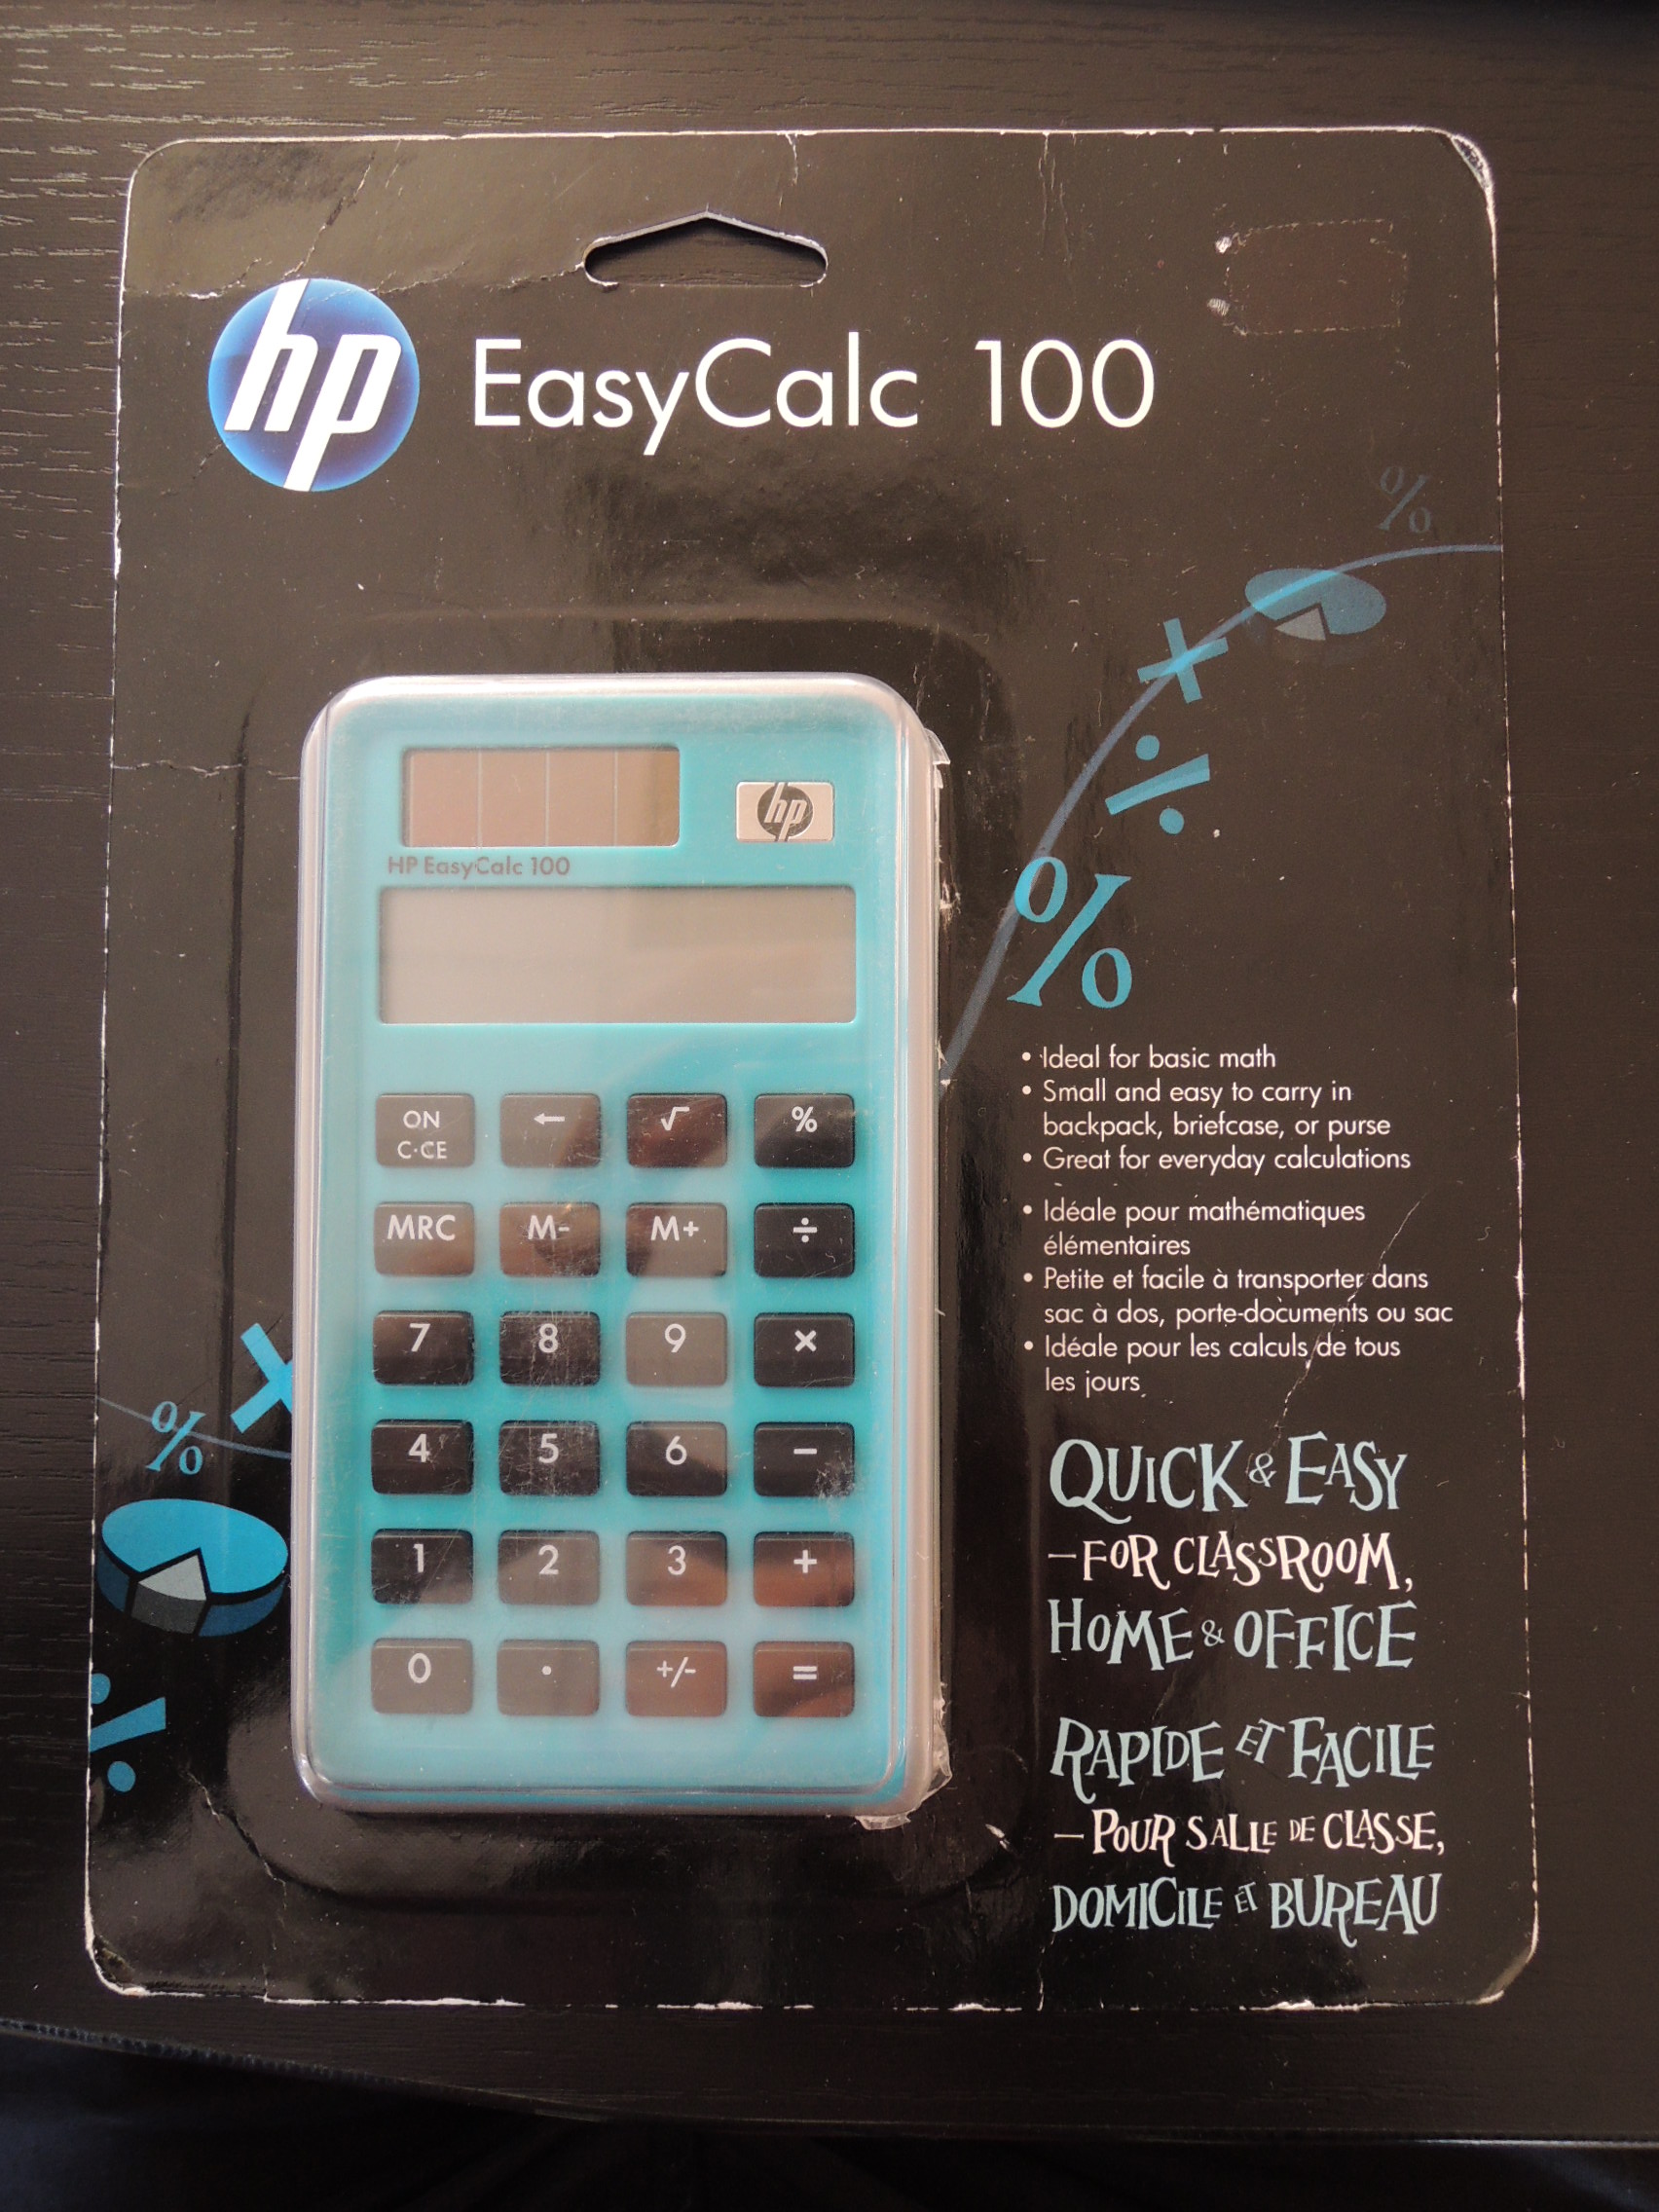 hp EasyCalc 100
%
+
÷
%
hp
HP EasyCalc 100
ON ← √ %
C·CE
MRC M- M+ ÷
7 8 9 ×
4 5 6 −
1 2 3 +
0 . +/- =
+
%
÷
• Ideal for basic math
• Small and easy to carry in
backpack, briefcase, or purse
• Great for everyday calculations
• Idéale pour mathématiques
élémentaires
• Petite et facile à transporter dans
sac à dos, porte-documents ou sac
• Idéale pour les calculs de tous
les jours
QUICK & EASY
– FOR CLASSROOM,
HOME & OFFICE
RAPIDE ET FACILE
– POUR SALLE DE CLASSE,
DOMICILE ET BUREAU